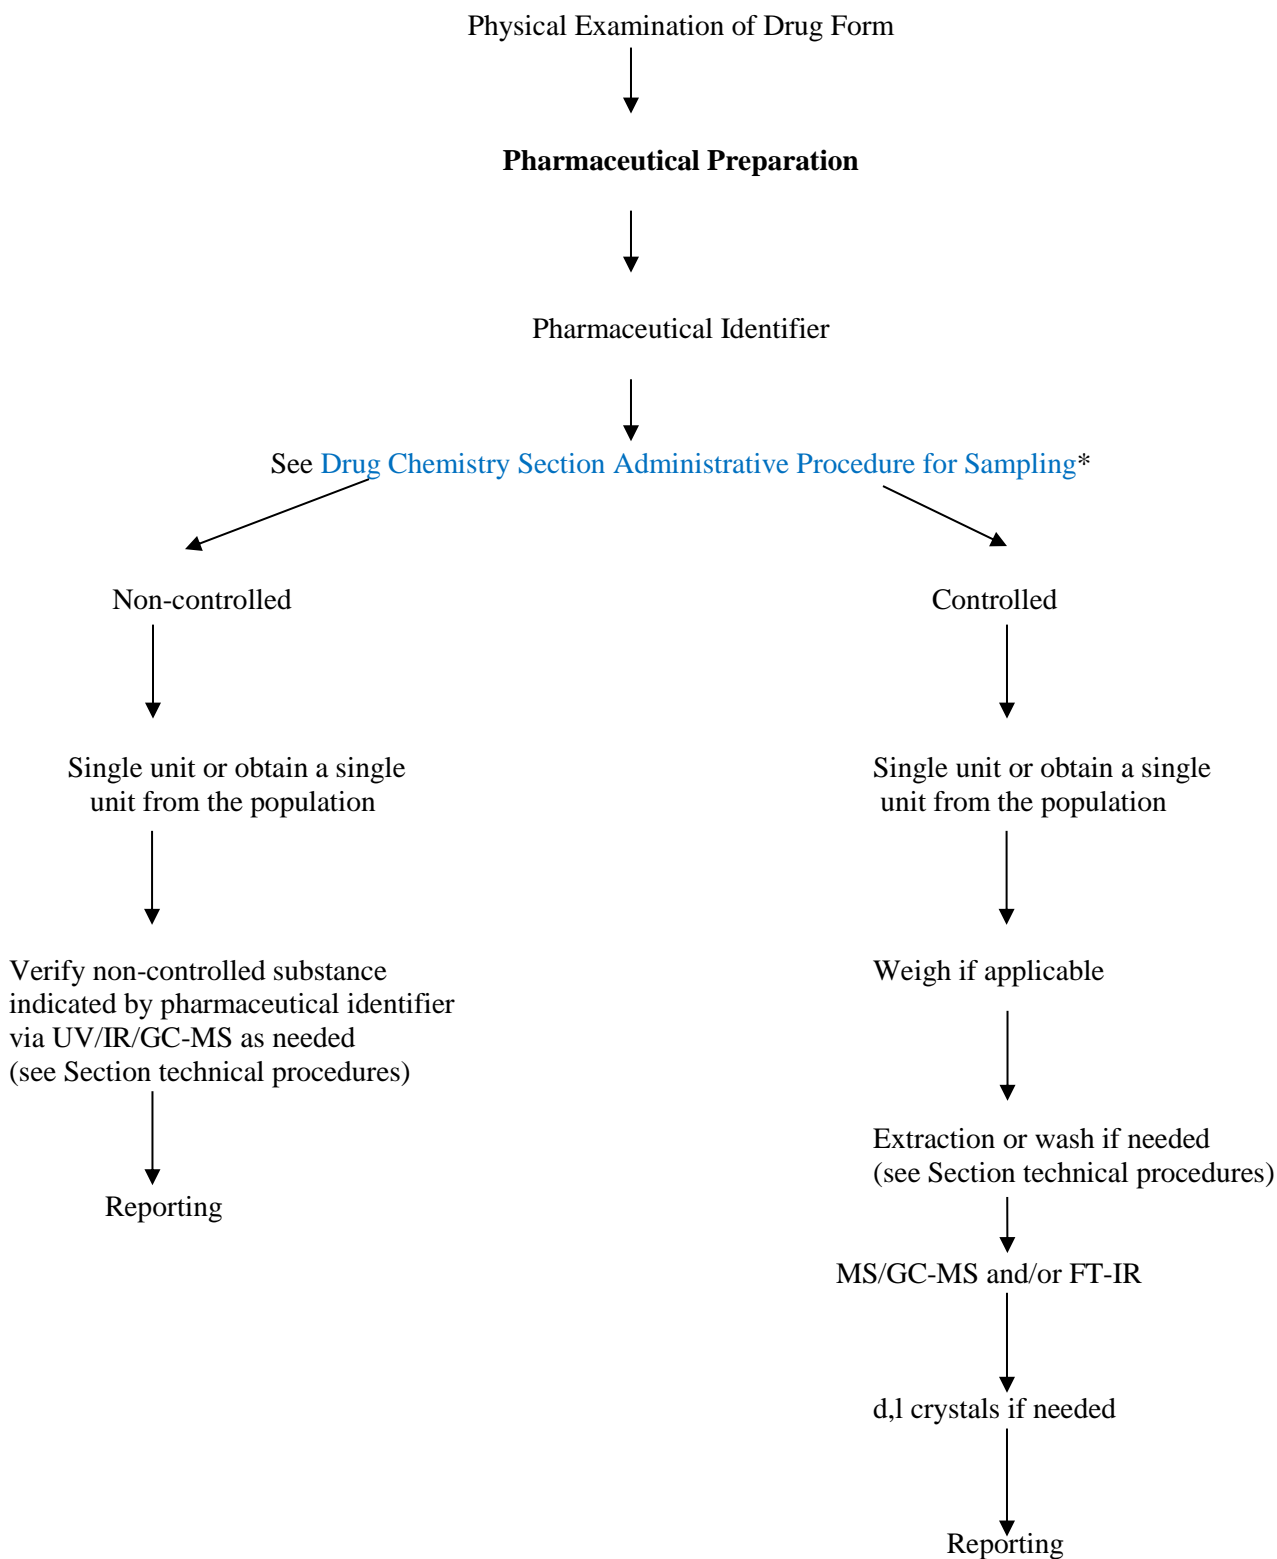 Physical Examination of Drug Form
Pharmaceutical Preparation
Pharmaceutical Identifier
See Drug Chemistry Section Administrative Procedure for Sampling*
Non-controlled
Single unit or obtain a single
unit from the population
Verify non-controlled substance
indicated by pharmaceutical identifier
via UV/IR/GC-MS as needed
(see Section technical procedures)
Reporting
Controlled
Single unit or obtain a single
unit from the population
Weigh if applicable
Extraction or wash if needed
(see Section technical procedures)
MS/GC-MS and/or FT-IR
d,l crystals if needed
Reporting